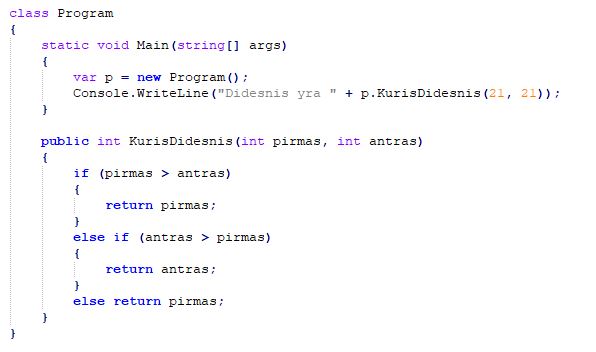 class Program
{
    static void Main(string[] args)
    {
        var p = new Program();
        Console.WriteLine("Didesnis yra " + p.KurisDidesnis(21, 21));
    }

    public int KurisDidesnis(int pirmas, int antras)
    {
        if (pirmas > antras)
        {
            return pirmas;
        }
        else if (antras > pirmas)
        {
            return antras;
        }
        else return pirmas;
    }
}